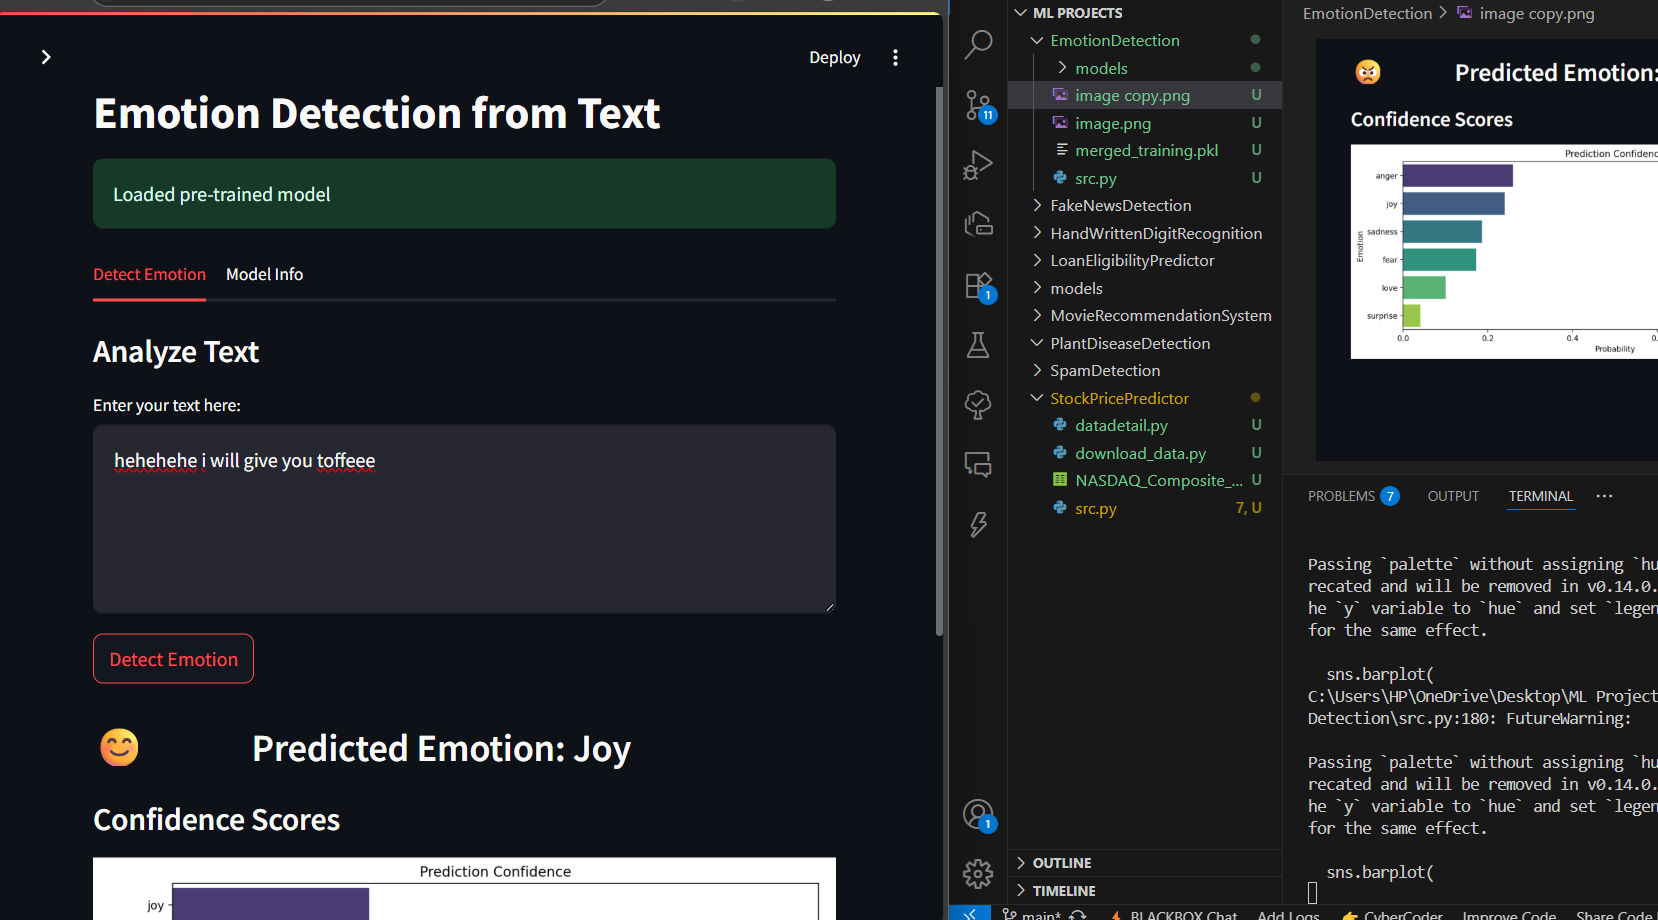 Deploy
Emotion Detection from Text
Loaded pre-trained model
Detect Emotion
Model Info
Analyze Text
Enter your text here:
hehehehe i will give you toffeee
Detect Emotion
Predicted Emotion: Joy
Confidence Scores
Prediction Confidence
joy
11
1
1
ML PROJECTS
EmotionDetection
models
image copy.png U
image.png U
merged_training.pkl U
src.py U
FakeNewsDetection
HandWrittenDigitRecognition
LoanEligibilityPredictor
models
MovieRecommendationSystem
PlantDiseaseDetection
SpamDetection
StockPricePredictor
datadetail.py U
download_data.py U
NASDAQ_Composite_... U
src.py 7, U
OUTLINE
TIMELINE
EmotionDetection > image copy.png
Predicted Emotion:
Confidence Scores
Prediction Confidenc
anger
joy
sadness
fear
love
surprise
Emotion
0.0 0.2 0.4
Probability
PROBLEMS 7 OUTPUT TERMINAL ...
Passing `palette` without assigning `hu
recated and will be removed in v0.14.0.
he `y` variable to `hue` and set `legen
for the same effect.
sns.barplot(
C:\Users\HP\OneDrive\Desktop\ML Project
Detection\src.py:180: FutureWarning:
Passing `palette` without assigning `hu
recated and will be removed in v0.14.0.
he `y` variable to `hue` and set `legen
for the same effect.
sns.barplot(
main* BLACKBOX Chat Add Logs CyberCoder Improve Code Share Code